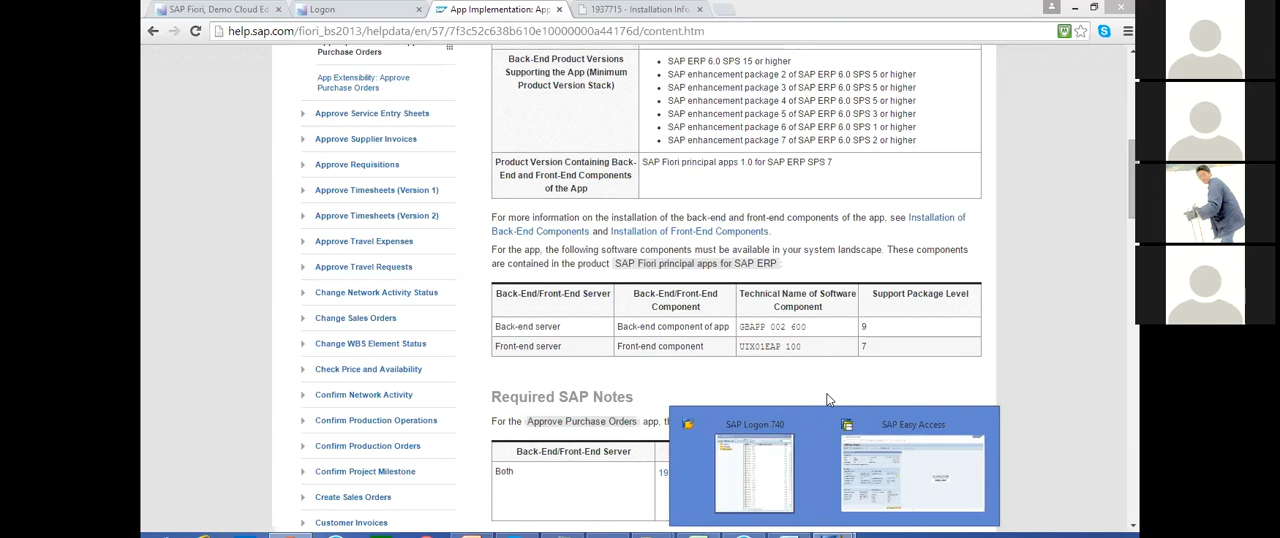 SAP Fiori, Demo Cloud Ed
Logon
App Implementation: App
1937715 - Installation Info
help.sap.com/fiori_bs2013/helpdata/en/57/7f3c52c638b610e10000000a44176d/content.htm
Purchase Orders
App Extensibility: Approve
Purchase Orders
Approve Service Entry Sheets
Approve Supplier Invoices
Approve Requisitions
Approve Timesheets (Version 1)
Approve Timesheets (Version 2)
Approve Travel Expenses
Approve Travel Requests
Change Network Activity Status
Change Sales Orders
Change WBS Element Status
Check Price and Availability
Confirm Network Activity
Confirm Production Operations
Confirm Production Orders
Confirm Project Milestone
Create Sales Orders
Customer Invoices
Back-End Product Versions
Supporting the App (Minimum
Product Version Stack)
SAP ERP 6.0 SPS 15 or higher
SAP enhancement package 2 of SAP ERP 6.0 SPS 5 or higher
SAP enhancement package 3 of SAP ERP 6.0 SPS 5 or higher
SAP enhancement package 4 of SAP ERP 6.0 SPS 5 or higher
SAP enhancement package 5 of SAP ERP 6.0 SPS 3 or higher
SAP enhancement package 6 of SAP ERP 6.0 SPS 1 or higher
SAP enhancement package 7 of SAP ERP 6.0 SPS 2 or higher
Product Version Containing Back-
End and Front-End Components
of the App
SAP Fiori principal apps 1.0 for SAP ERP SPS 7
For more information on the installation of the back-end and front-end components of the app, see Installation of
Back-End Components and Installation of Front-End Components.
For the app, the following software components must be available in your system landscape. These components
are contained in the product SAP Fiori principal apps for SAP ERP:
Back-End/Front-End Server
Back-End/Front-End
Component
Technical Name of Software
Component
Support Package Level
Back-end server
Back-end component of app
GBAPP 002 600
9
Front-end server
Front-end component
UIX01EAP 100
7
Required SAP Notes
For the Approve Purchase Orders app, th
Back-End/Front-End Server
Both
19
SAP Logon 740
SAP Easy Access